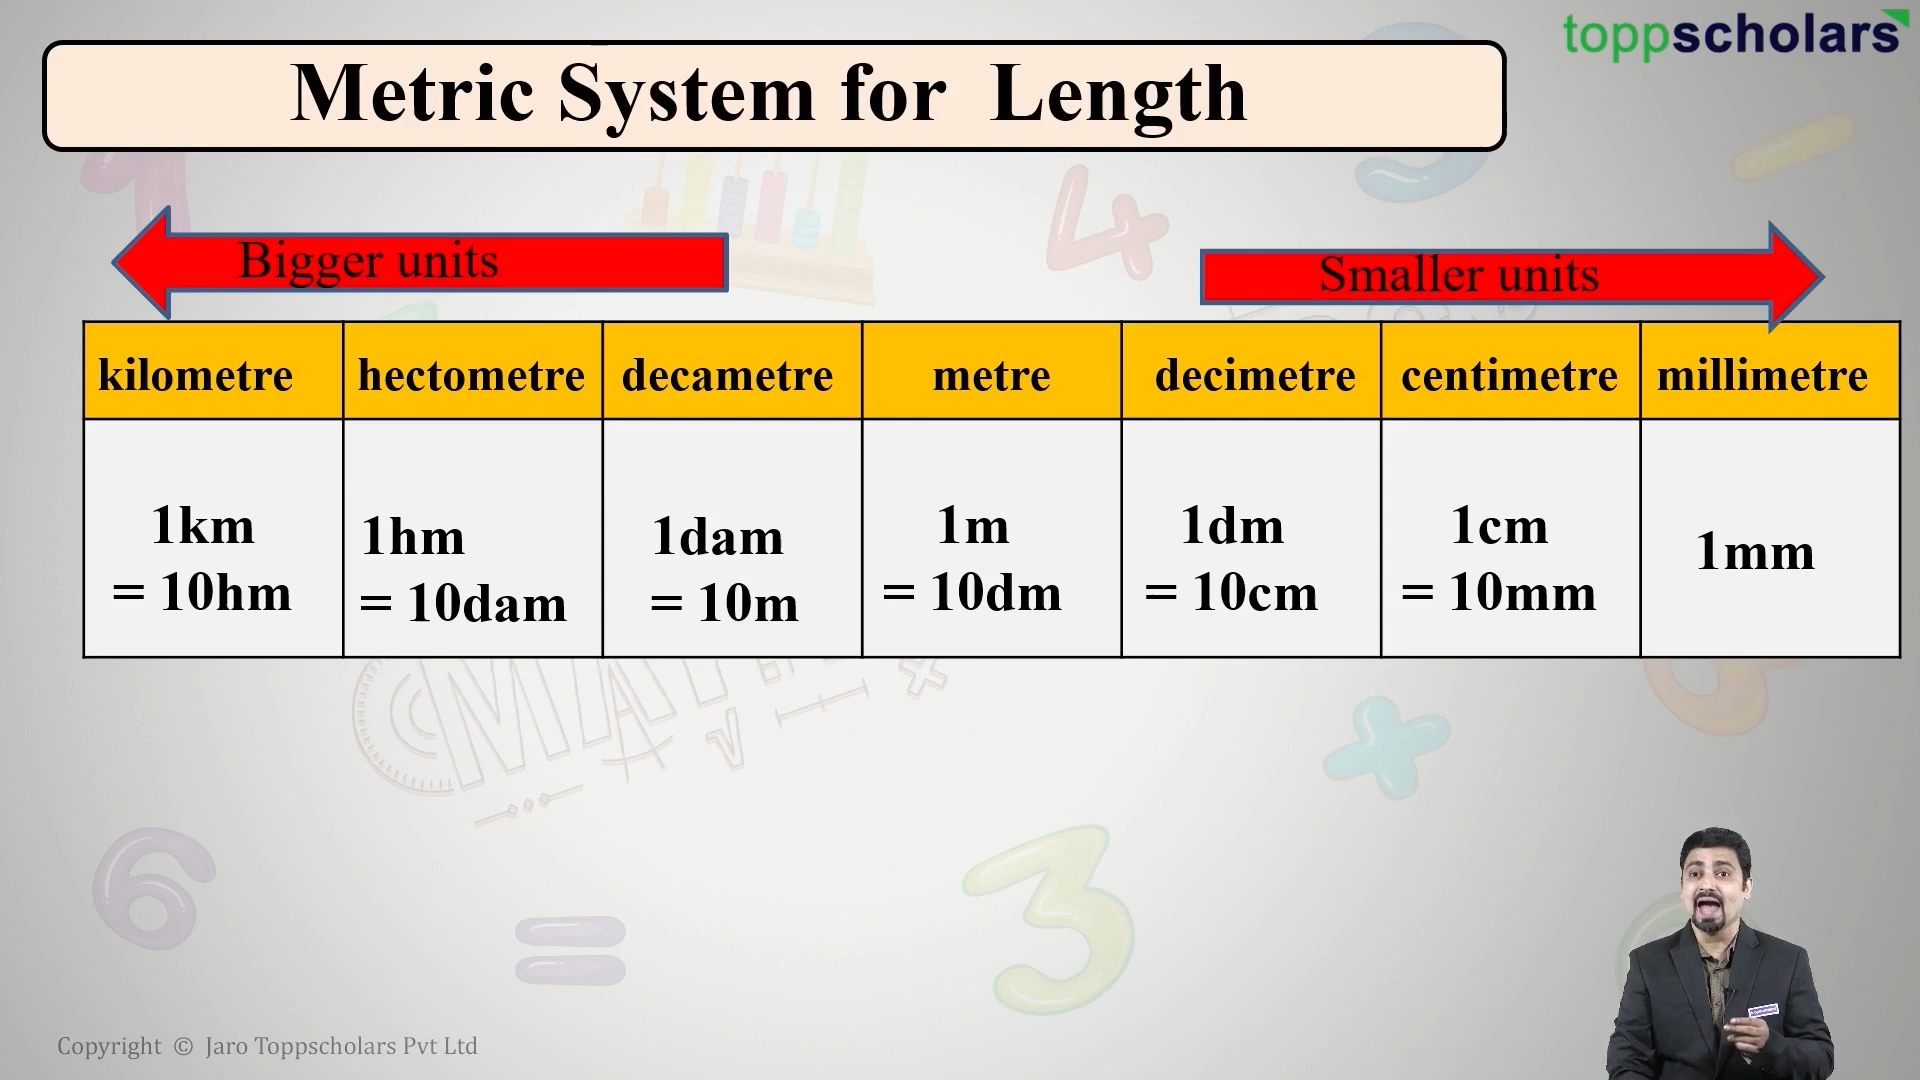 toppscholars
Metric System for Length
Bigger units
Smaller units
kilometre hectometre decametre metre decimetre centimetre millimetre
1km 1hm 1dam 1m 1dm 1cm 1mm
= 10hm = 10dam = 10m = 10dm = 10cm = 10mm
Copyright © Jaro Toppscholars Pvt Ltd